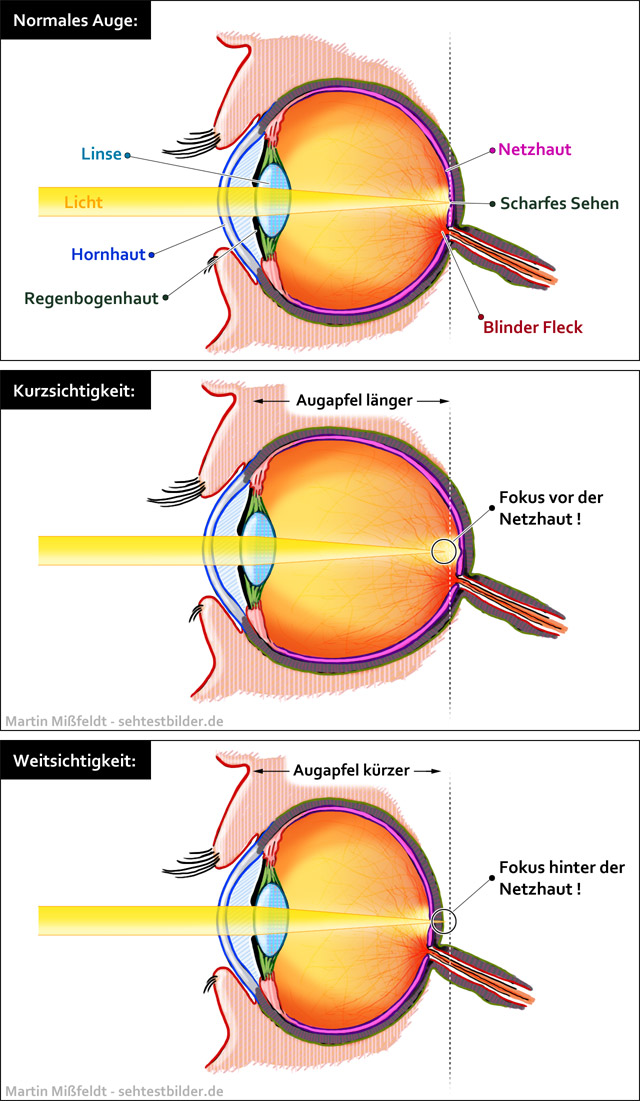 Normales Auge:
Linse
Netzhaut
Licht
Scharfes Sehen
Hornhaut
Regenbogenhaut
Blinder Fleck
Kurzsichtigkeit:
Augapfel länger
Fokus vor der
Netzhaut !
Martin Mißfeldt - sehtestbilder.de
Weitsichtigkeit:
Augapfel kürzer
Fokus hinter der
Netzhaut !
Martin Mißfeldt - sehtestbilder.de